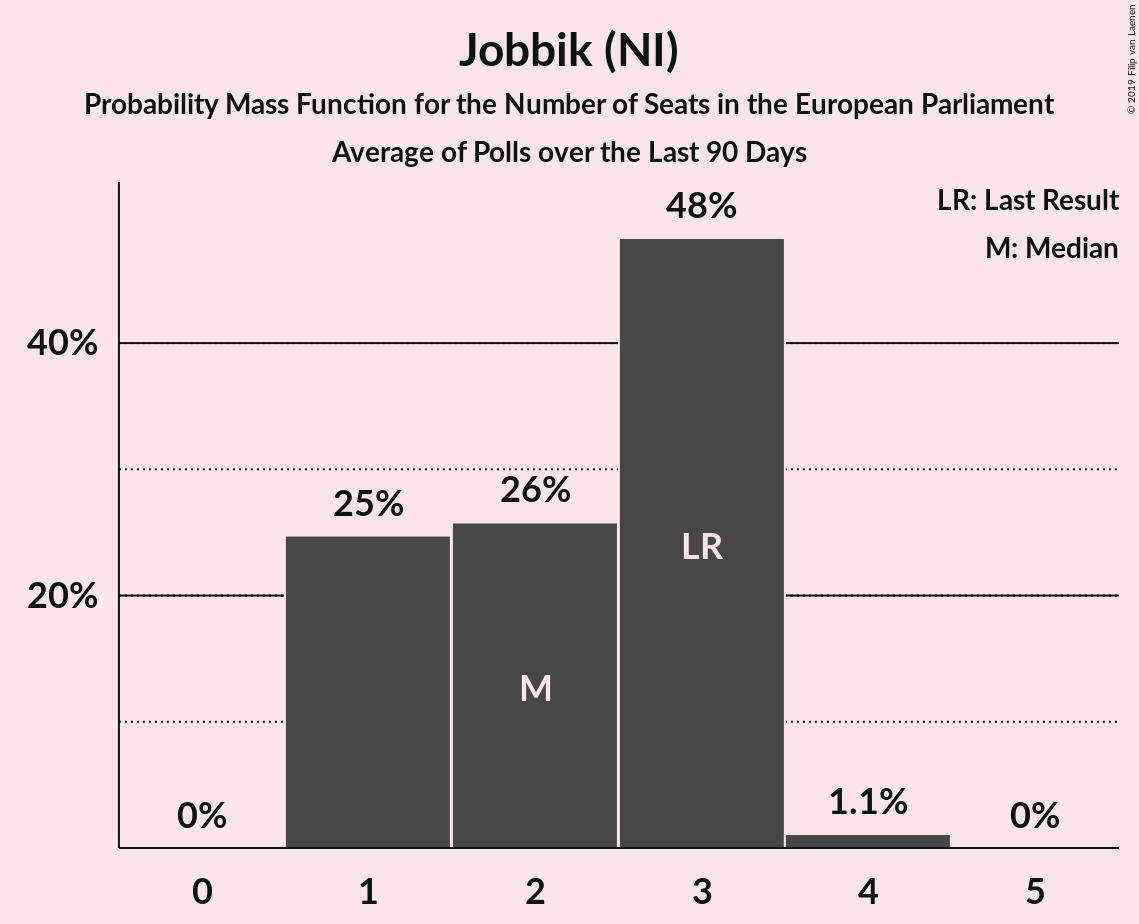 Jobbik (NI)
Probability Mass Function for the Number of Seats in the European Parliament
Average of Polls over the Last 90 Days
© 2019 Filip van Laenen
LR: Last Result
M: Median
48%
40%
26%
25%
LR
20%
M
1.1%
0%
0%
0 1 2 3 4 5